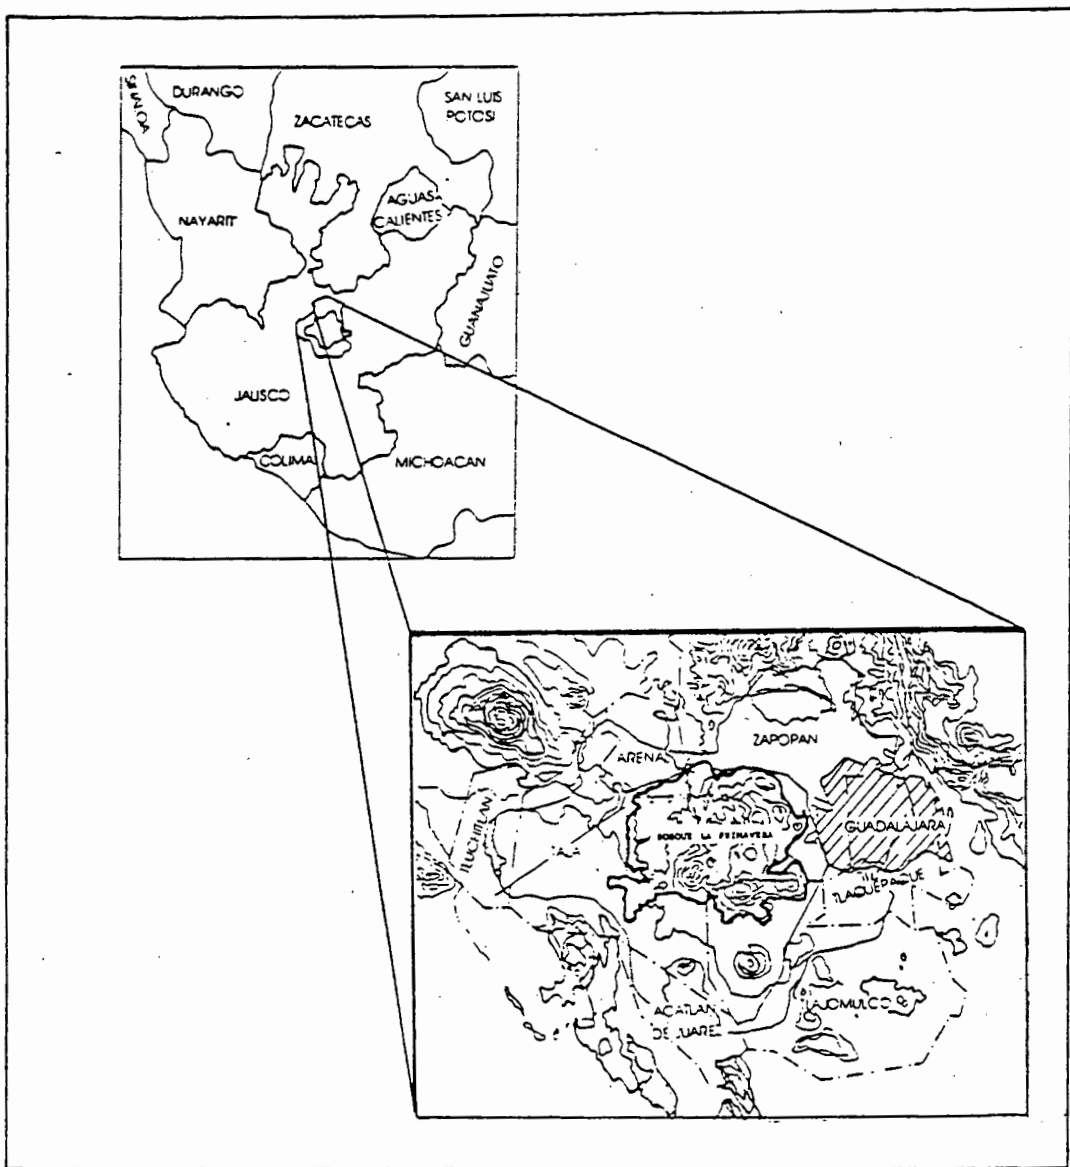 DURANGO
SINALOA
ZACATECAS
SAN LUIS
POTOSI
AGUAS
CALIENTES
NAYARIT
GUANAJUATO
JALISCO
COLIMA
MICHOACAN
ZAPOPAN
ARENAL
BOSQUE LA PRIMAVERA
GUADALAJARA
TALA
TLAQUEPAQUE
TLAJOMULCO
ACATLAN
DE JUAREZ